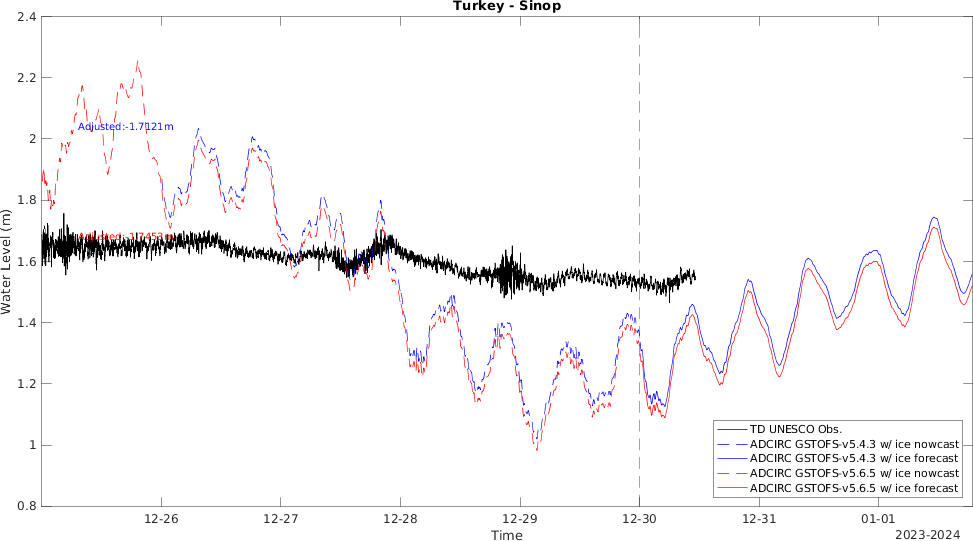 Turkey - Sinop
2.4
2.2
2
1.8
1.6
1.4
1.2
1
0.8
Water Level (m)
Adjusted:-1.7121m
Adjusted:-1.7453m
TD UNESCO Obs.
ADCIRC GSTOFS-v5.4.3 w/ ice nowcast
ADCIRC GSTOFS-v5.4.3 w/ ice forecast
ADCIRC GSTOFS-v5.6.5 w/ ice nowcast
ADCIRC GSTOFS-v5.6.5 w/ ice forecast
12-26 12-27 12-28 12-29 12-30 12-31 01-01
Time
2023-2024